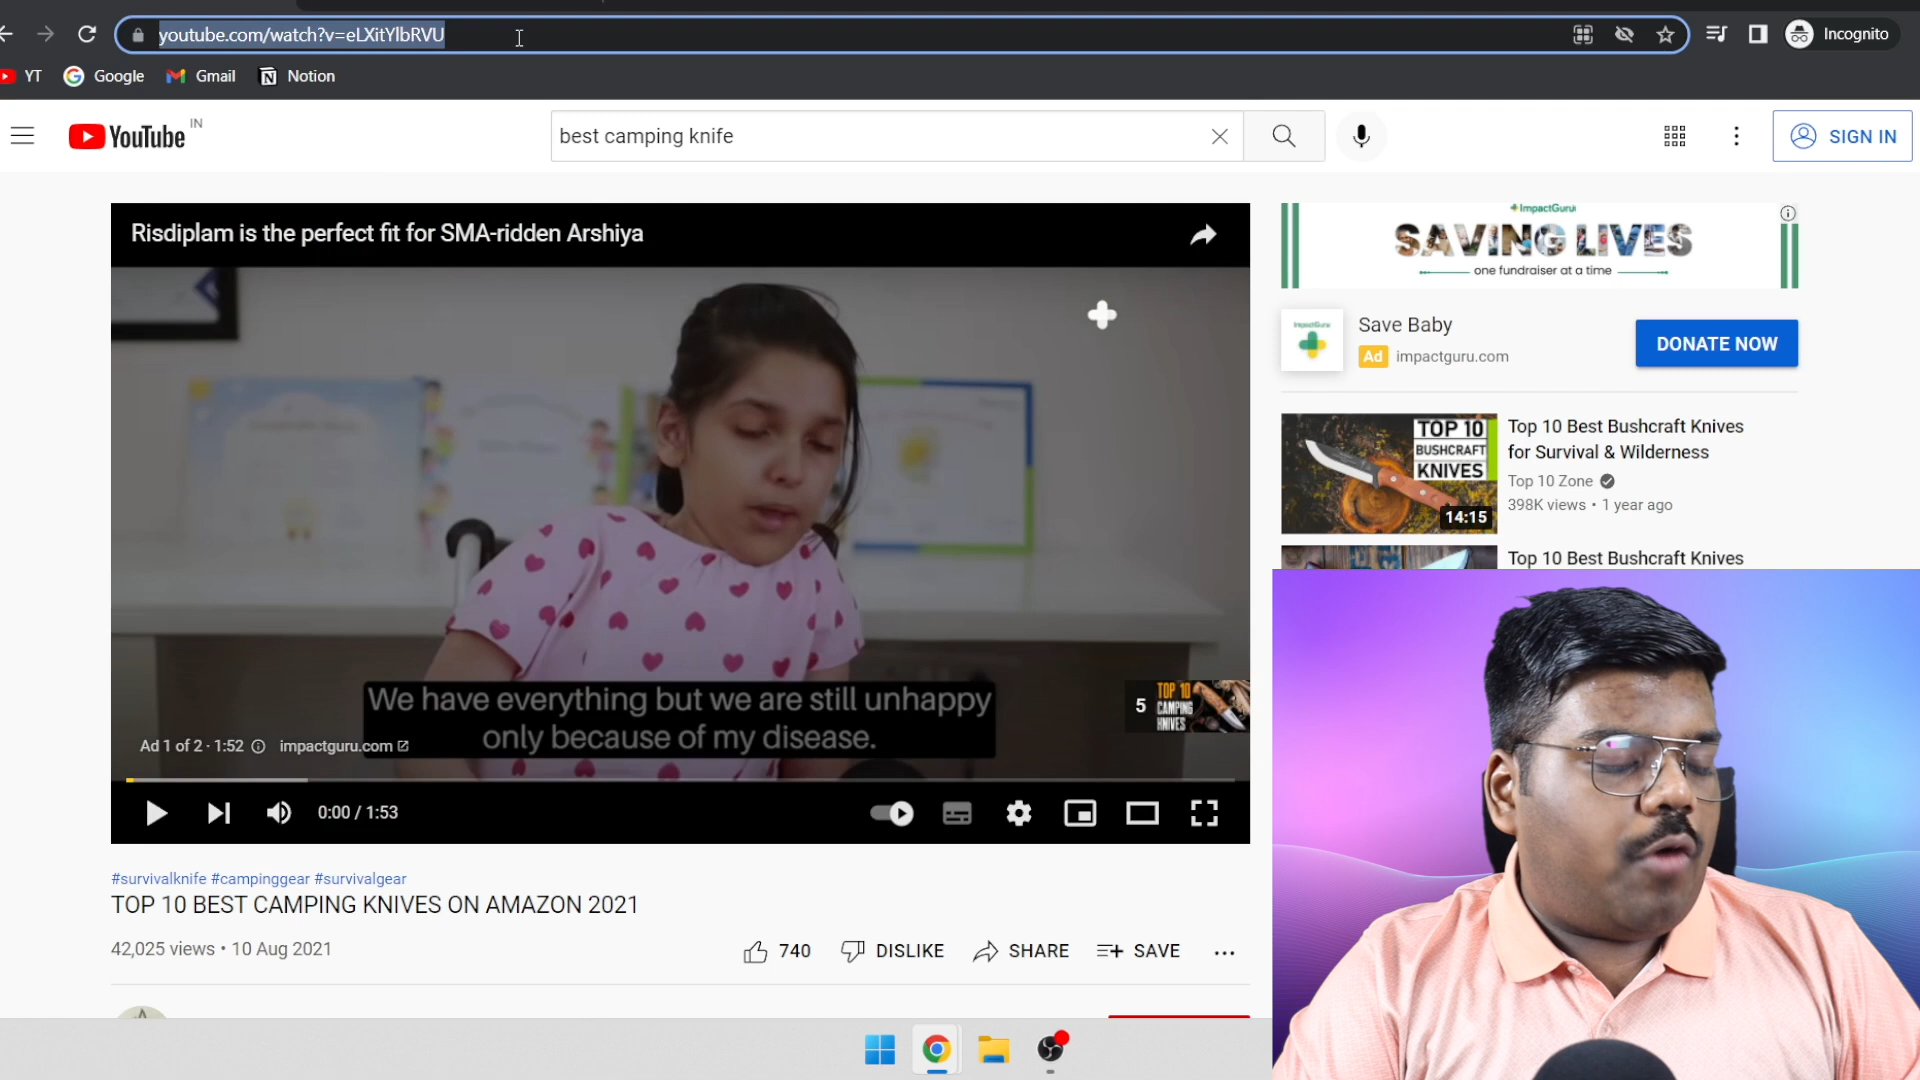 youtube.com/watch?v=eLXitYlbRVU
Incognito
YT
Google
Gmail
Notion
YouTube IN
best camping knife
SIGN IN
Risdiplam is the perfect fit for SMA-ridden Arshiya
We have everything but we are still unhappy
only because of my disease.
5
TOP 10
CAMPING
KNIVES
Ad 1 of 2 · 1:52
impactguru.com
0:00 / 1:53
#survivalknife #campinggear #survivalgear
TOP 10 BEST CAMPING KNIVES ON AMAZON 2021
42,025 views • 10 Aug 2021
740
DISLIKE
SHARE
SAVE
ImpactGuru
SAVING LIVES
one fundraiser at a time
ImpactGuru
Save Baby
Ad impactguru.com
DONATE NOW
TOP 10
BUSHCRAFT
KNIVES
14:15
Top 10 Best Bushcraft Knives
for Survival & Wilderness
Top 10 Zone
398K views • 1 year ago
Top 10 Best Bushcraft Knives